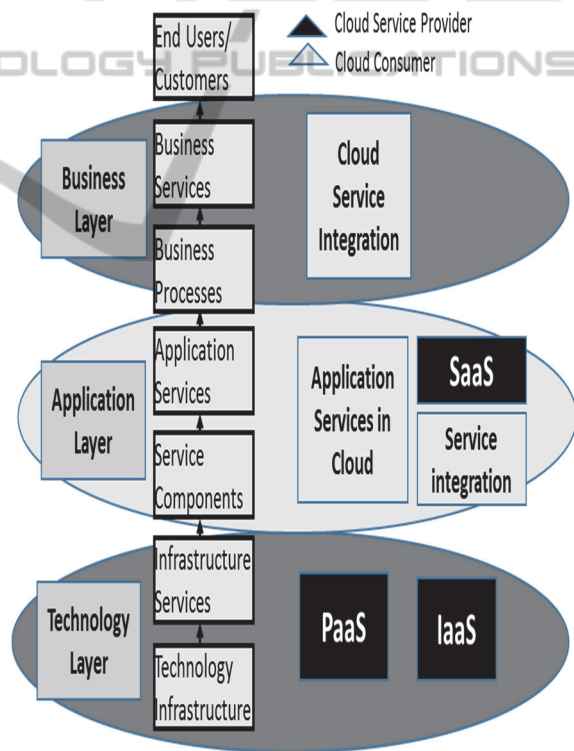 Cloud Service Provider
OLOGY PUBLICATIONS
Cloud Consumer
End Users/
Customers
Business
Layer
Business
Services
Cloud
Service
Integration
Business
Processes
Application
Layer
Application
Services
Application
Services in
Cloud
SaaS
Service
integration
Service
Components
Technology
Layer
Infrastructure
Services
PaaS
IaaS
Technology
Infrastructure